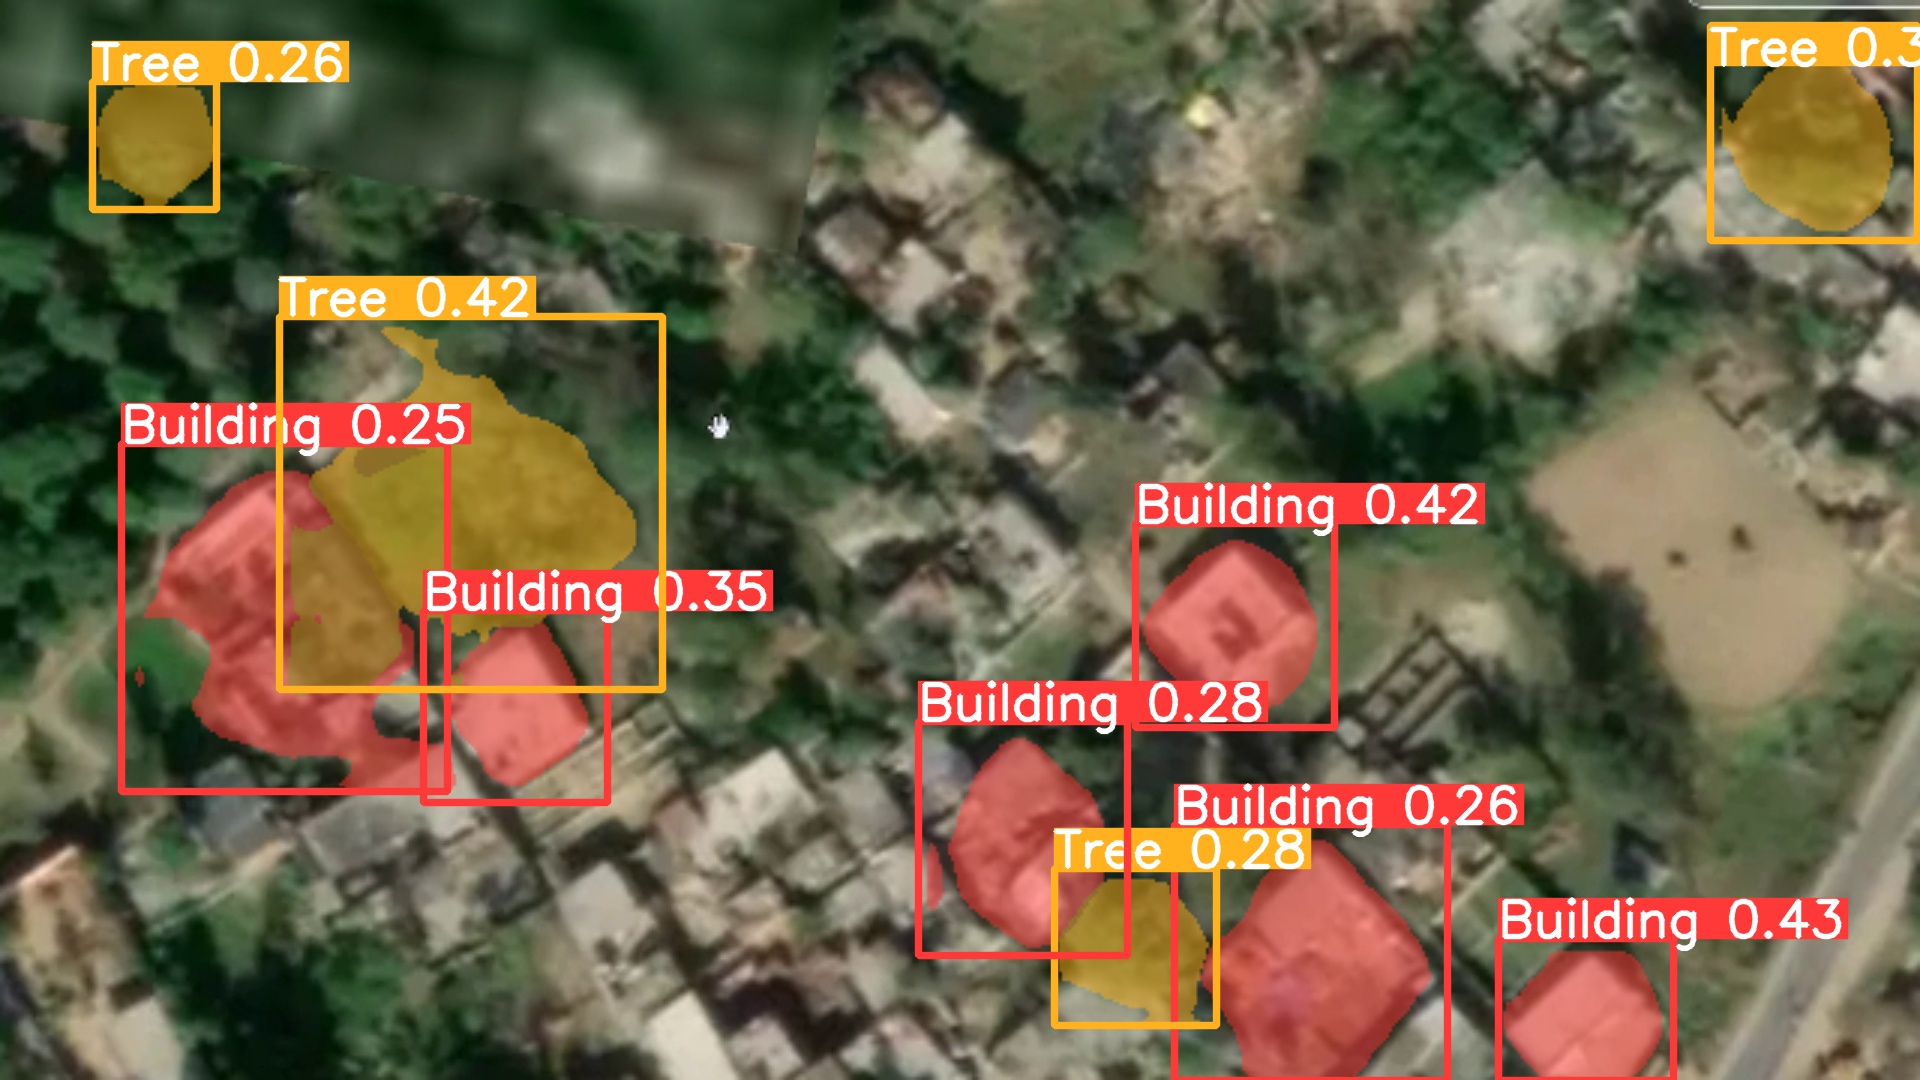 Tree 0.26
Tree 0.3
Tree 0.42
Building 0.25
Building 0.42
Building 0.35
Building 0.28
Building 0.26
Tree 0.28
Building 0.43